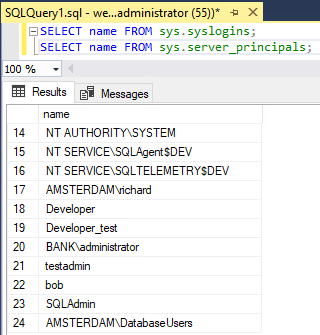 SQLQuery1.sql - we...administrator (55))*
SELECT name FROM sys.syslogins;
SELECT name FROM sys.server_principals;
100 %
Results Messages
name
14 NT AUTHORITY\SYSTEM
15 NT SERVICE\SQLAgent$DEV
16 NT SERVICE\SQLTELEMETRY$DEV
17 AMSTERDAM\richard
18 Developer
19 Developer_test
20 BANK\administrator
21 testadmin
22 bob
23 SQLAdmin
24 AMSTERDAM\DatabaseUsers